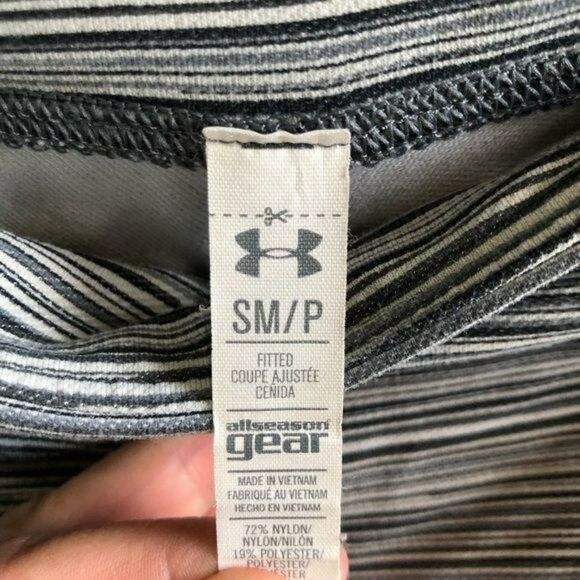 SM/P
FITTED
COUPE AJUSTÉE
CEÑIDA
allseason
gear
MADE IN VIETNAM
FABRIQUÉ AU VIETNAM
HECHO EN VIETNAM
72% NYLON/
NYLON/NILÓN
19% POLYESTER/
POLYESTER/